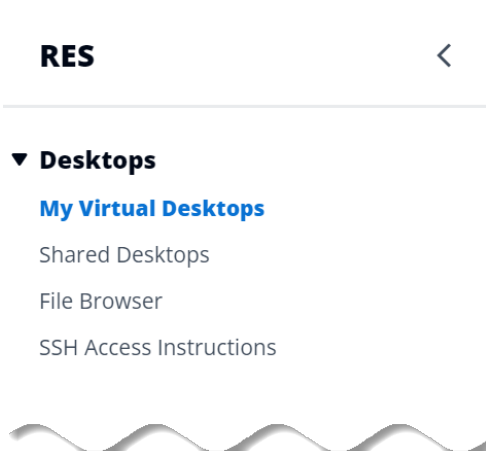 RES
Desktops
My Virtual Desktops
Shared Desktops
File Browser
SSH Access Instructions